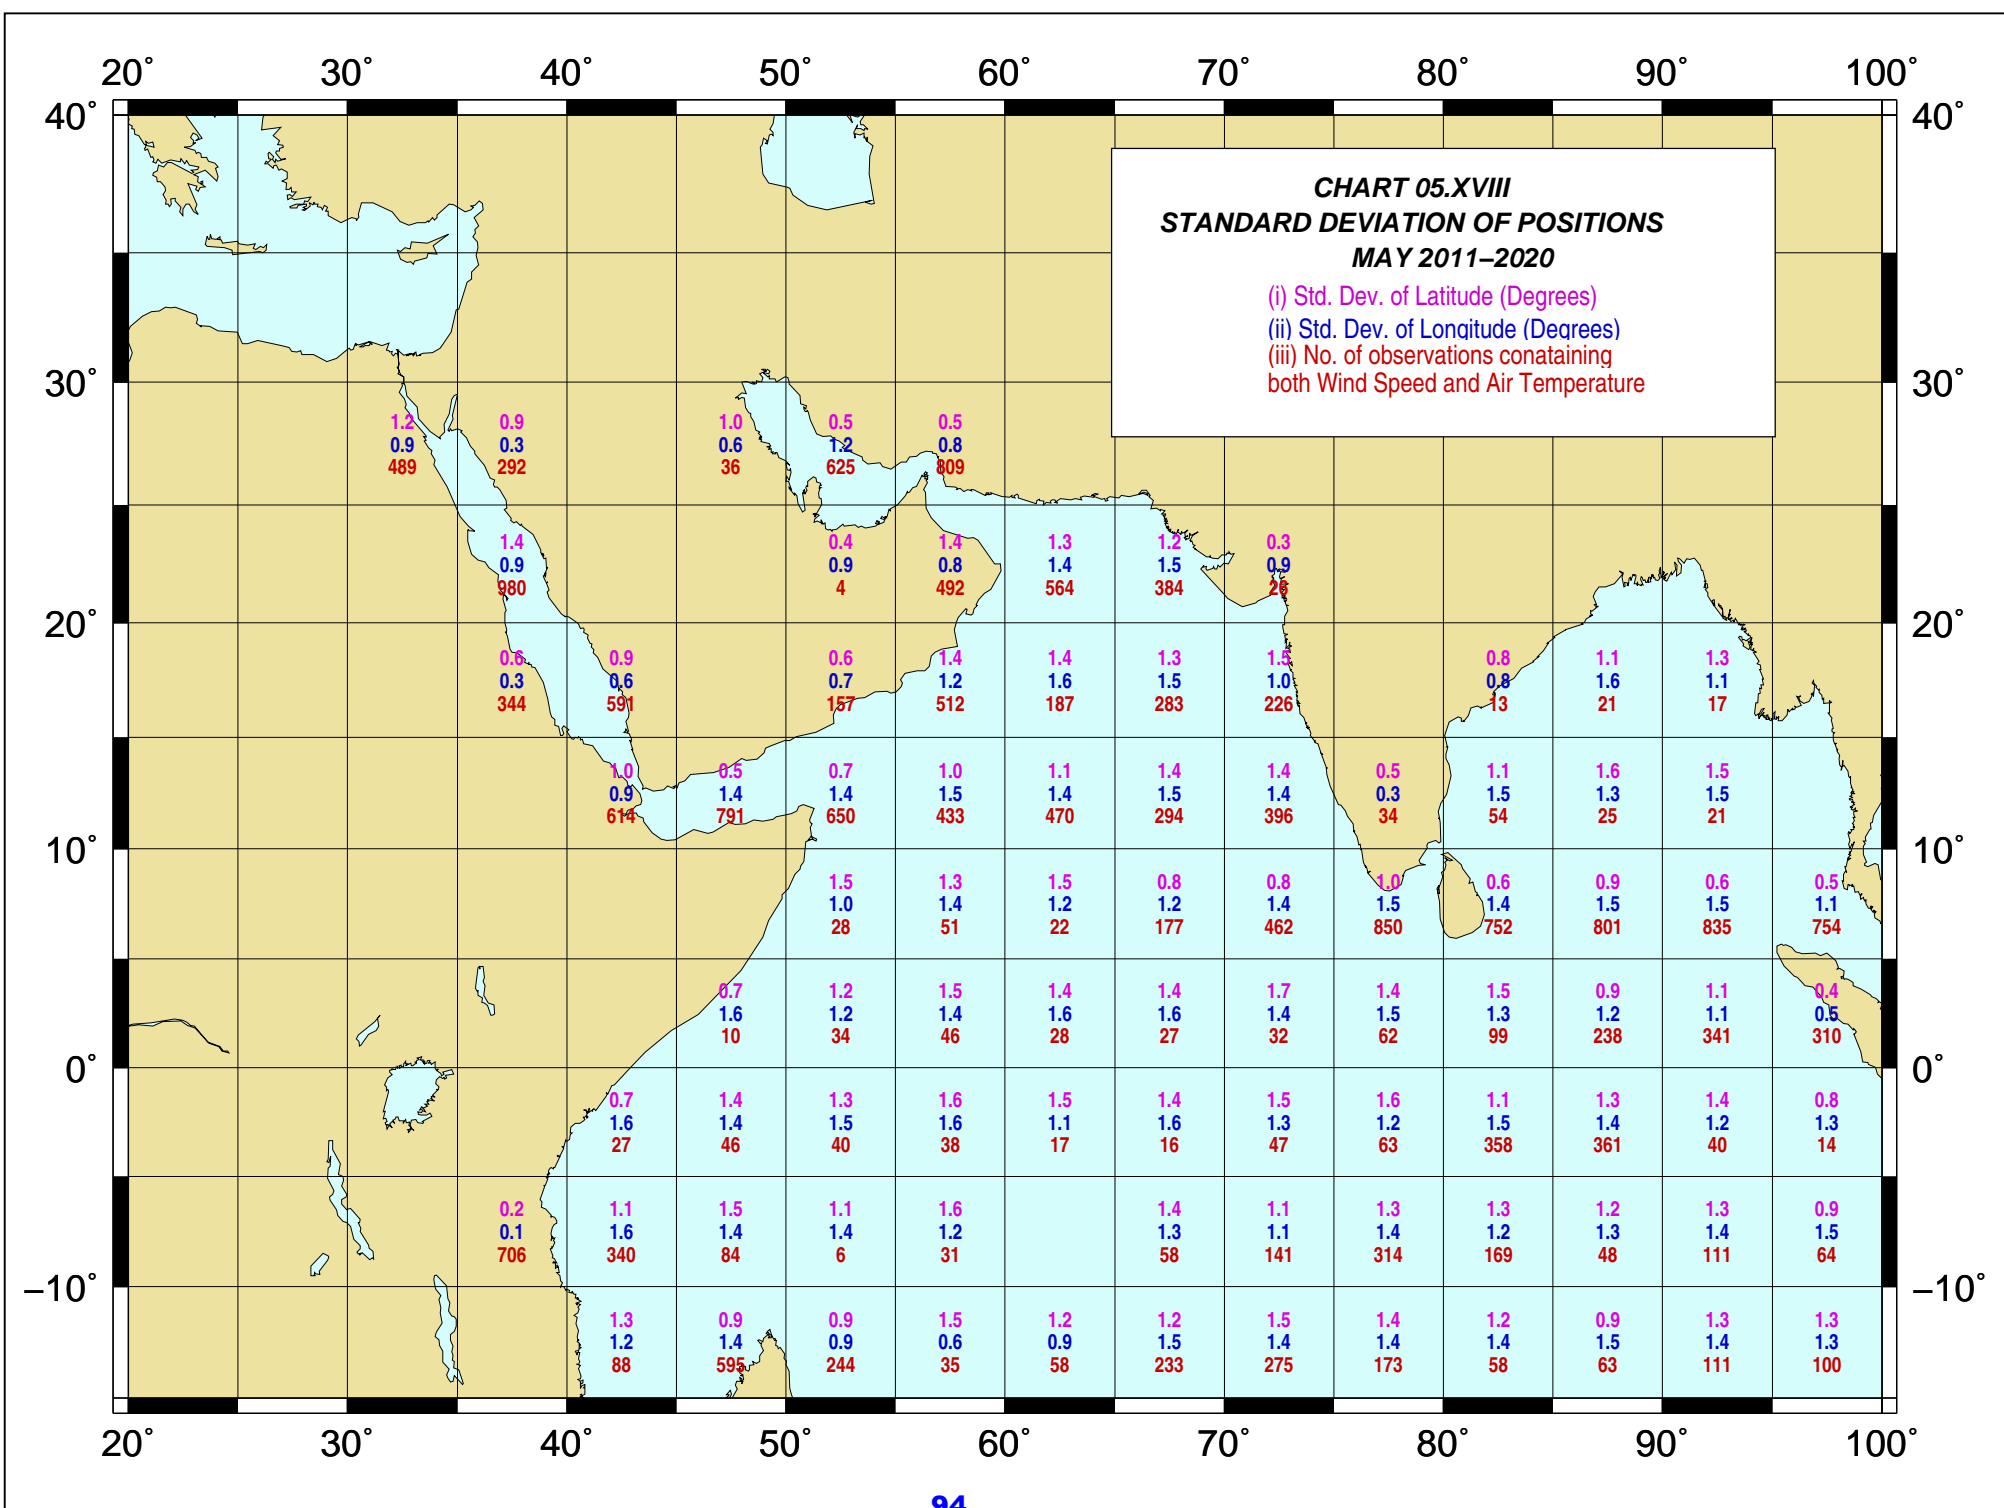 20° 30° 40° 50° 60° 70° 80° 90° 100°
40° 40°
CHART 05.XVIII
STANDARD DEVIATION OF POSITIONS
MAY 2011–2020
(i) Std. Dev. of Latitude (Degrees)
(ii) Std. Dev. of Longitude (Degrees)
(iii) No. of observations conataining
both Wind Speed and Air Temperature
30° 30°
1.2 0.9 1.0 0.5 0.5
0.9 0.3 0.6 1.2 0.8
489 292 36 625 809
1.4 0.4 1.4 1.3 1.2 0.3
0.9 0.9 0.8 1.4 1.5 0.9
980 4 492 564 384 26
20° 20°
0.6 0.9 0.6 1.4 1.4 1.3 1.5 0.8 1.1 1.3
0.3 0.6 0.7 1.2 1.6 1.5 1.0 0.8 1.6 1.1
344 591 157 512 187 283 226 13 21 17
1.0 0.5 0.7 1.0 1.1 1.4 1.4 0.5 1.1 1.6 1.5
0.9 1.4 1.4 1.5 1.4 1.5 1.4 0.3 1.5 1.3 1.5
614 791 650 433 470 294 396 34 54 25 21
10° 10°
1.5 1.3 1.5 0.8 0.8 1.0 0.6 0.9 0.6 0.5
1.0 1.4 1.2 1.2 1.4 1.5 1.4 1.5 1.5 1.1
28 51 22 177 462 850 752 801 835 754
0.7 1.2 1.5 1.4 1.4 1.7 1.4 1.5 0.9 1.1 0.4
1.6 1.2 1.4 1.6 1.6 1.4 1.5 1.3 1.2 1.1 0.5
10 34 46 28 27 32 62 99 238 341 310
0° 0°
0.7 1.4 1.3 1.6 1.5 1.4 1.5 1.6 1.1 1.3 1.4 0.8
1.6 1.4 1.5 1.6 1.1 1.6 1.3 1.2 1.5 1.4 1.2 1.3
27 46 40 38 17 16 47 63 358 361 40 14
0.2 1.1 1.5 1.1 1.6 1.4 1.1 1.3 1.3 1.2 1.3 0.9
0.1 1.6 1.4 1.4 1.2 1.3 1.1 1.4 1.2 1.3 1.4 1.5
706 340 84 6 31 58 141 314 169 48 111 64
−10° −10°
1.3 0.9 0.9 1.5 1.2 1.2 1.5 1.4 1.2 0.9 1.3 1.3
1.2 1.4 0.9 0.6 0.9 1.5 1.4 1.4 1.4 1.5 1.4 1.3
88 595 244 35 58 233 275 173 58 63 111 100
20° 30° 40° 50° 60° 70° 80° 90° 100°
94